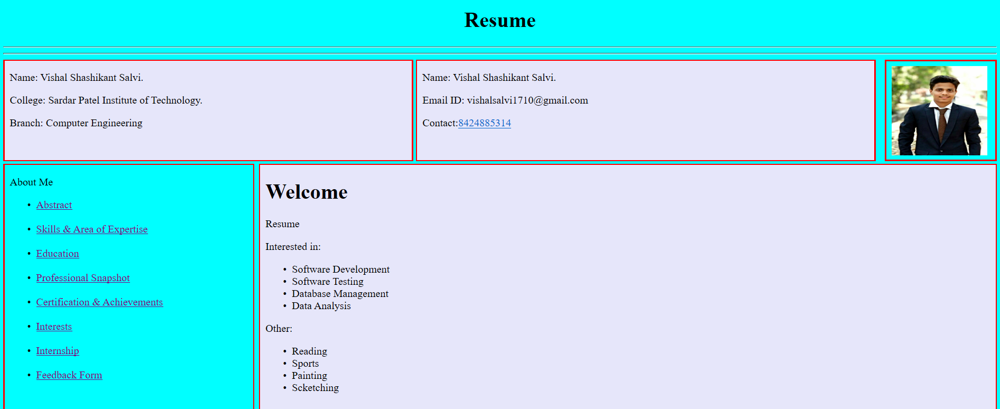 Resume
Name: Vishal Shashikant Salvi.
College: Sardar Patel Institute of Technology.
Branch: Computer Engineering
Name: Vishal Shashikant Salvi.
Email ID: vishalsalvi1710@gmail.com
Contact:8424885314
About Me
• Abstract
• Skills & Area of Expertise
• Education
• Professional Snapshot
• Certification & Achievements
• Interests
• Internship
• Feedback Form
Welcome
Resume
Interested in:
• Software Development
• Software Testing
• Database Management
• Data Analysis
Other:
• Reading
• Sports
• Painting
• Scketching